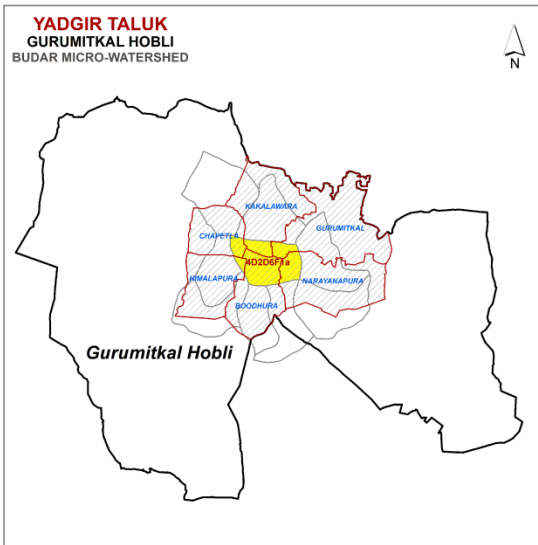 YADGIR TALUK
GURUMITKAL HOBLI
BUDAR MICRO-WATERSHED
N
KAKALAWARA
GURUMITKAL
CHAPETLA
4D2D6F1a
HIMALAPURA
NARAYANAPURA
BOODHURA
Gurumitkal Hobli